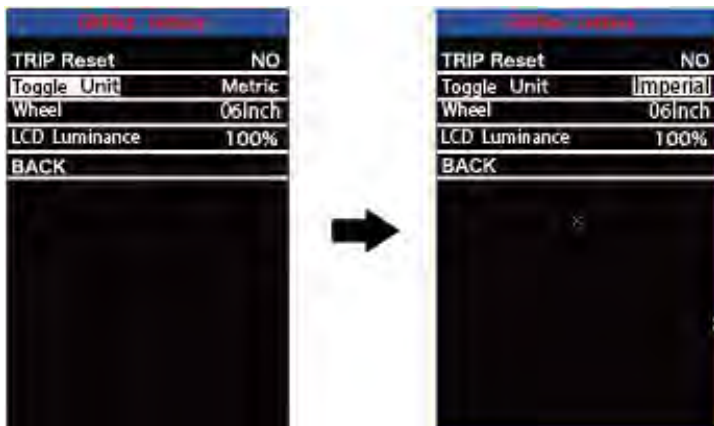 TRIP Reset NO
Toggle Unit Metric
Wheel 06Inch
LCD Luminance 100%
BACK
TRIP Reset NO
Toggle Unit Imperial
Wheel 06Inch
LCD Luminance 100%
BACK